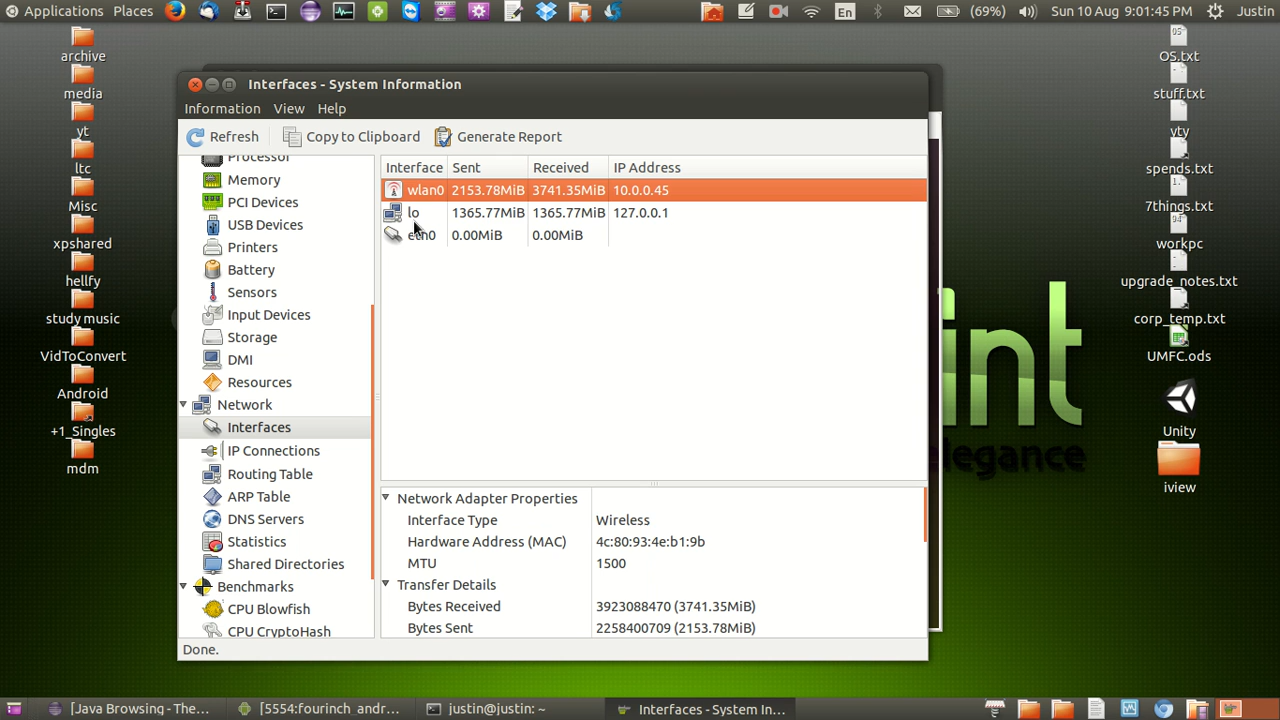 Applications Places En (69%) Sun 10 Aug 9:01:45 PM Justin
archive
media
yt
ltc
Misc
xpshared
hellfy
study music
VidToConvert
Android
+1_Singles
mdm
Interfaces - System Information
Information View Help
Refresh Copy to Clipboard Generate Report
Processor
Memory
PCI Devices
USB Devices
Printers
Battery
Sensors
Input Devices
Storage
DMI
Resources
Network
Interfaces
IP Connections
Routing Table
ARP Table
DNS Servers
Statistics
Shared Directories
Benchmarks
CPU Blowfish
CPU CryptoHash
Interface Sent Received IP Address
wlan0 2153.78MiB 3741.35MiB 10.0.0.45
lo 1365.77MiB 1365.77MiB 127.0.0.1
eth0 0.00MiB 0.00MiB
Network Adapter Properties
Interface Type Wireless
Hardware Address (MAC) 4c:80:93:4e:b1:9b
MTU 1500
Transfer Details
Bytes Received 3923088470 (3741.35MiB)
Bytes Sent 2258400709 (2153.78MiB)
Done.
int
elegance
OS.txt
stuff.txt
vty
spends.txt
7things.txt
workpc
upgrade_notes.txt
corp_temp.txt
UMFC.ods
Unity
iview
[Java Browsing - The... [5554:fourinch_andr... justin@justin: ~ Interfaces - System In...